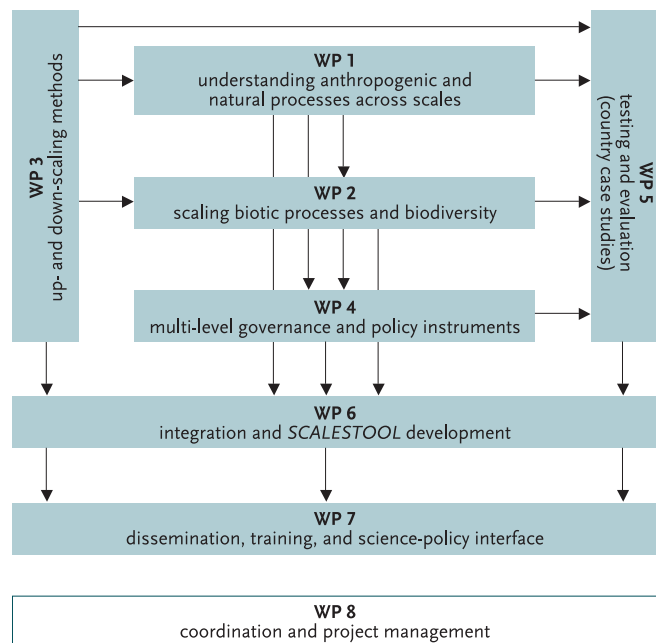 WP 3
up- and down-scaling methods
WP 1
understanding anthropogenic and
natural processes across scales
WP 2
scaling biotic processes and biodiversity
WP 4
multi-level governance and policy instruments
WP 5
testing and evaluation
(country case studies)
WP 6
integration and SCALESTOOL development
WP 7
dissemination, training, and science-policy interface
WP 8
coordination and project management